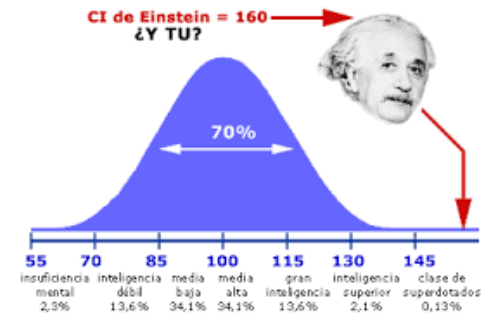 CI de Einstein = 160
¿Y TU?
70%
55 70 85 100 115 130 145
insuficiencia inteligencia media media gran inteligencia clase de
mental débil baja alta inteligencia superior superdotados
2,3% 13,6% 34,1% 34,1% 13,6% 2,1% 0,13%